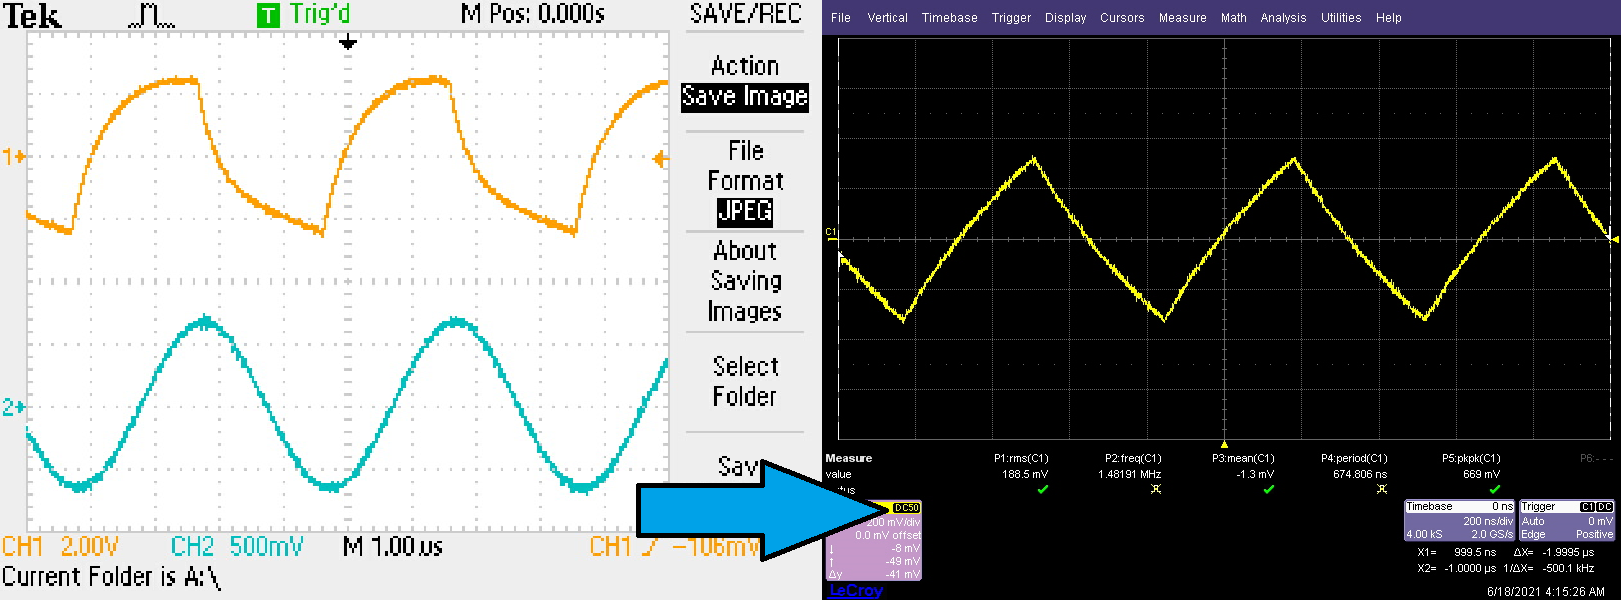 Tek
T Trig'd
M Pos: 0.000s
SAVE/REC
Action
Save Image
File
Format
JPEG
About
Saving
Images
Select
Folder
1
2
CH1 2.00V
CH2 500mV
M 1.00us
CH1
-106mV
Current Folder is A:\
File Vertical Timebase Trigger Display Cursors Measure Math Analysis Utilities Help
C1
Measure P1:rms(C1) P2:freq(C1) P3:mean(C1) P4:period(C1) P5:pkpk(C1) P6:---
value 188.5 mV 1.48191 MHz -1.3 mV 674.806 ns 669 mV
DC50
200 mV/div
0.0 mV offset
-8 mV
-49 mV
Δy -41 mV
Timebase 0 ns
200 ns/div
4.00 kS 2.0 GS/s
Trigger C1 DC
Auto 0 mV
Edge Positive
X1= 999.5 ns ΔX= -1.9995 µs
X2= -1.0000 µs 1/ΔX= -500.1 kHz
LeCroy
6/18/2021 4:15:26 AM